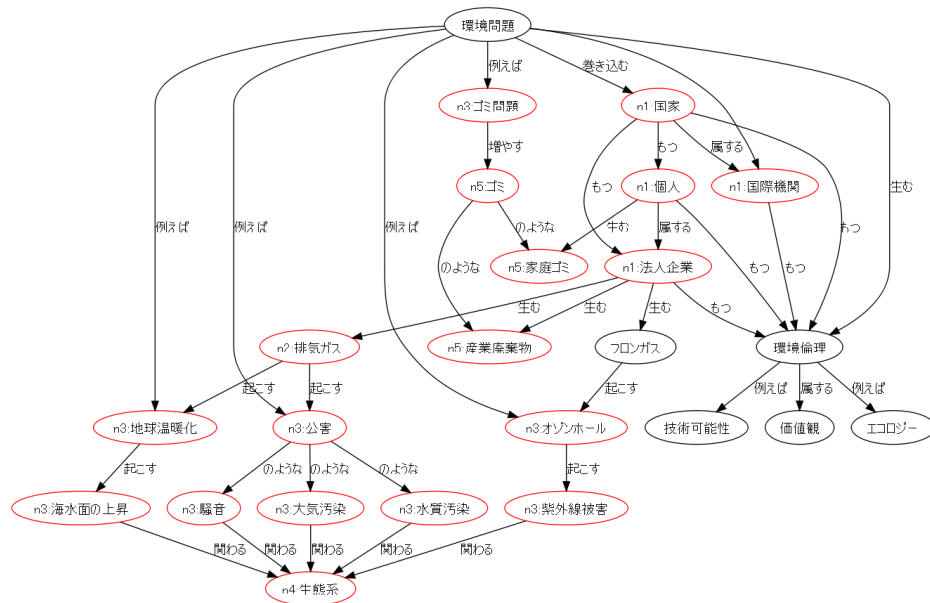 環境問題
例えば
巻き込む
n3:ゴミ問題
n1:国家
増やす
もつ
属する
n5:ゴミ
n1:個人
n1:国際機関
生む
例えば
例えば
例えば
もつ
のような
生む
属する
もつ
もつ
もつ
のような
n5:家庭ゴミ
n1:法人企業
生む
生む
生む
もつ
n2:排気ガス
n5:産業廃棄物
フロンガス
環境倫理
起こす
起こす
起こす
例えば
属する
例えば
n3:地球温暖化
n3:公害
n3:オゾンホール
技術可能性
価値観
エコロジー
起こす
のような
のような
のような
起こす
n3:海水面の上昇
n3:騒音
n3:大気汚染
n3:水質汚染
n3:紫外線被害
関わる
関わる
関わる
関わる
関わる
n4:生態系